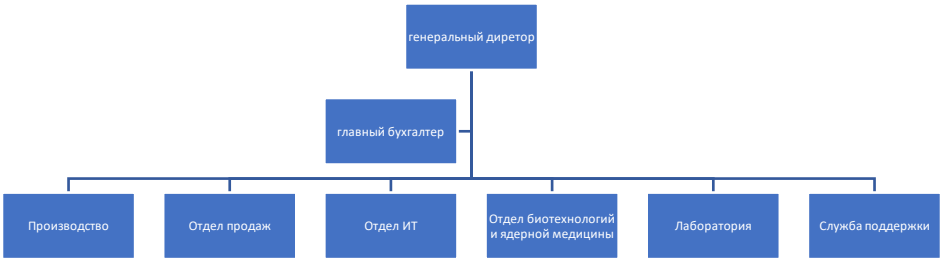 генеральный диретор
главный бухгалтер
Производство
Отдел продаж
Отдел ИТ
Отдел биотехнологий
и ядерной медицины
Лаборатория
Служба поддержки